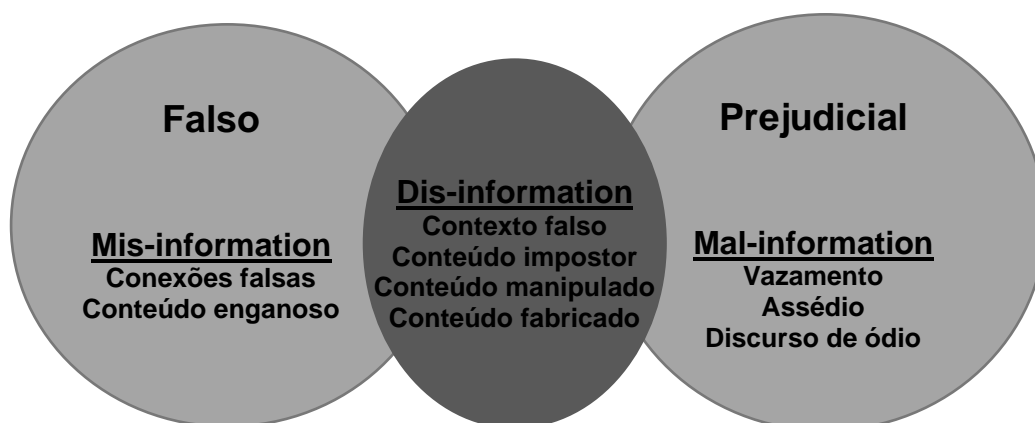 Falso
Mis-information
Conexões falsas
Conteúdo enganoso
Dis-information
Contexto falso
Conteúdo impostor
Conteúdo manipulado
Conteúdo fabricado
Prejudicial
Mal-information
Vazamento
Assédio
Discurso de ódio